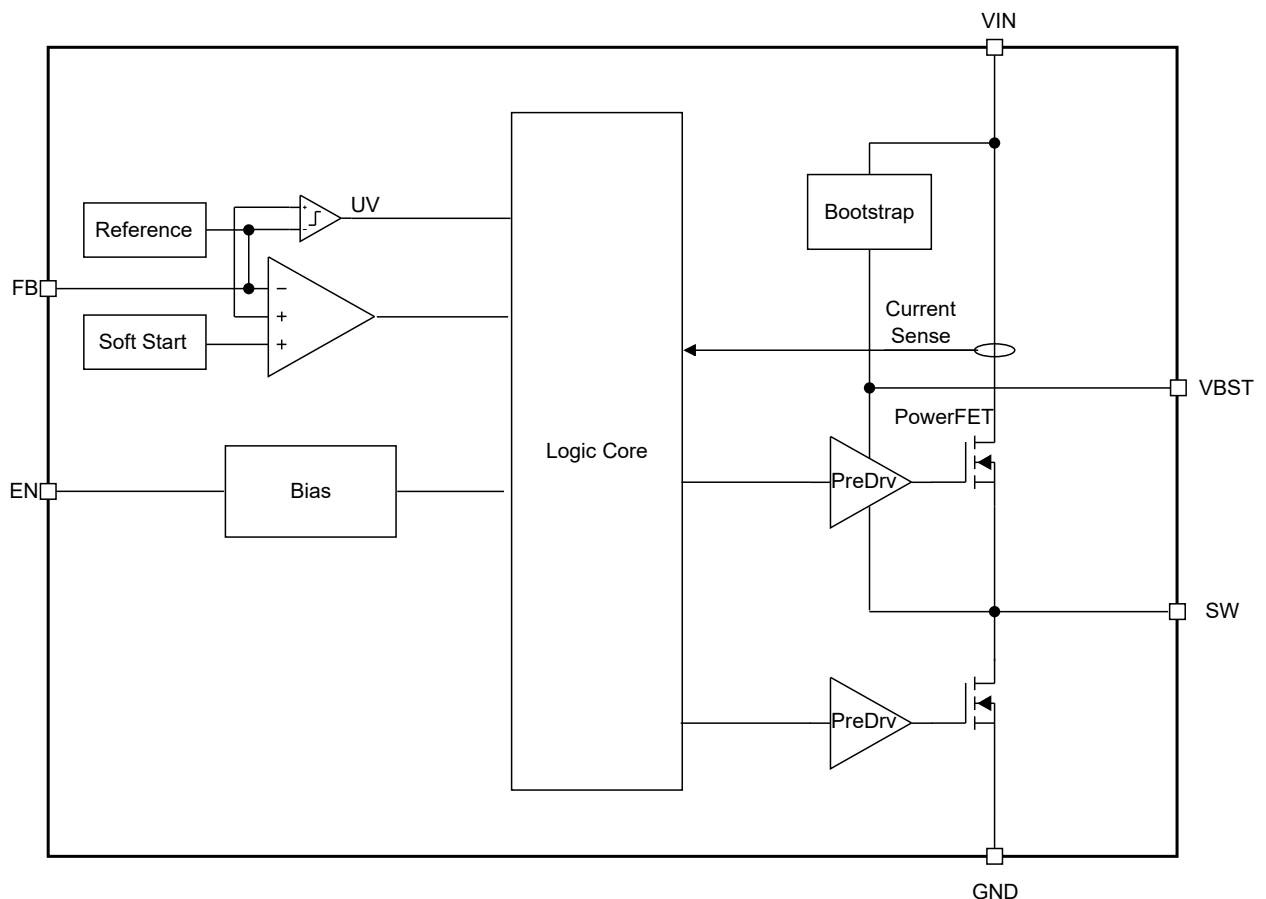 VIN
UV
Reference
Bootstrap
FB
Soft Start
Current
Sense
VBST
PowerFET
Logic Core
EN
Bias
PreDrv
SW
PreDrv
GND